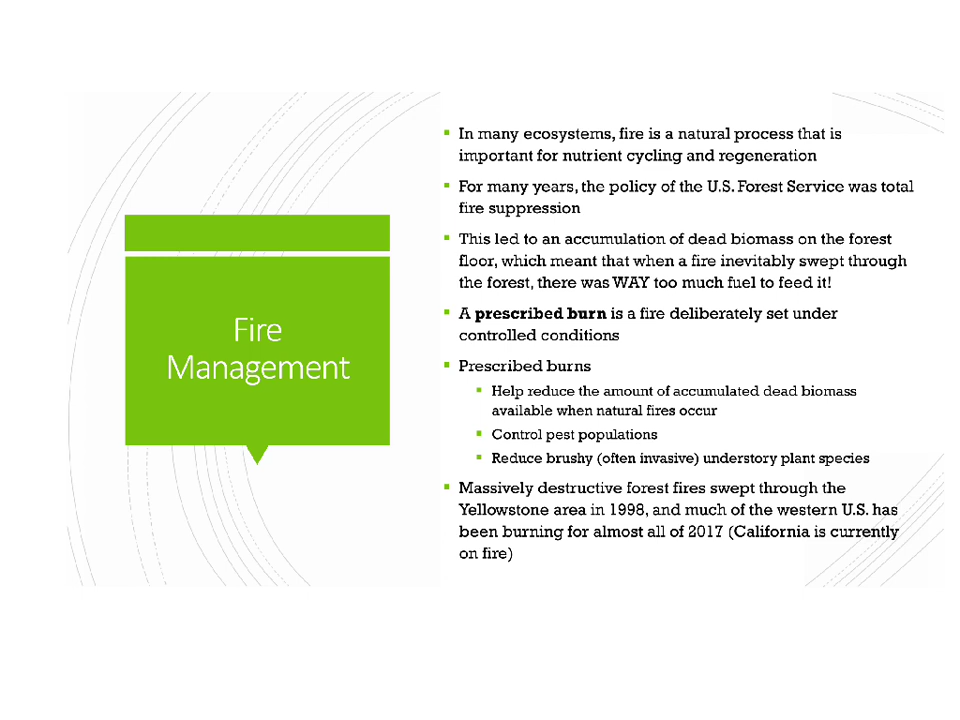 Fire
Management
In many ecosystems, fire is a natural process that is
important for nutrient cycling and regeneration
For many years, the policy of the U.S. Forest Service was total
fire suppression
This led to an accumulation of dead biomass on the forest
floor, which meant that when a fire inevitably swept through
the forest, there was WAY too much fuel to feed it!
A prescribed burn is a fire deliberately set under
controlled conditions
Prescribed burns
Help reduce the amount of accumulated dead biomass
available when natural fires occur
Control pest populations
Reduce brushy (often invasive) understory plant species
Massively destructive forest fires swept through the
Yellowstone area in 1998, and much of the western U.S. has
been burning for almost all of 2017 (California is currently
on fire)